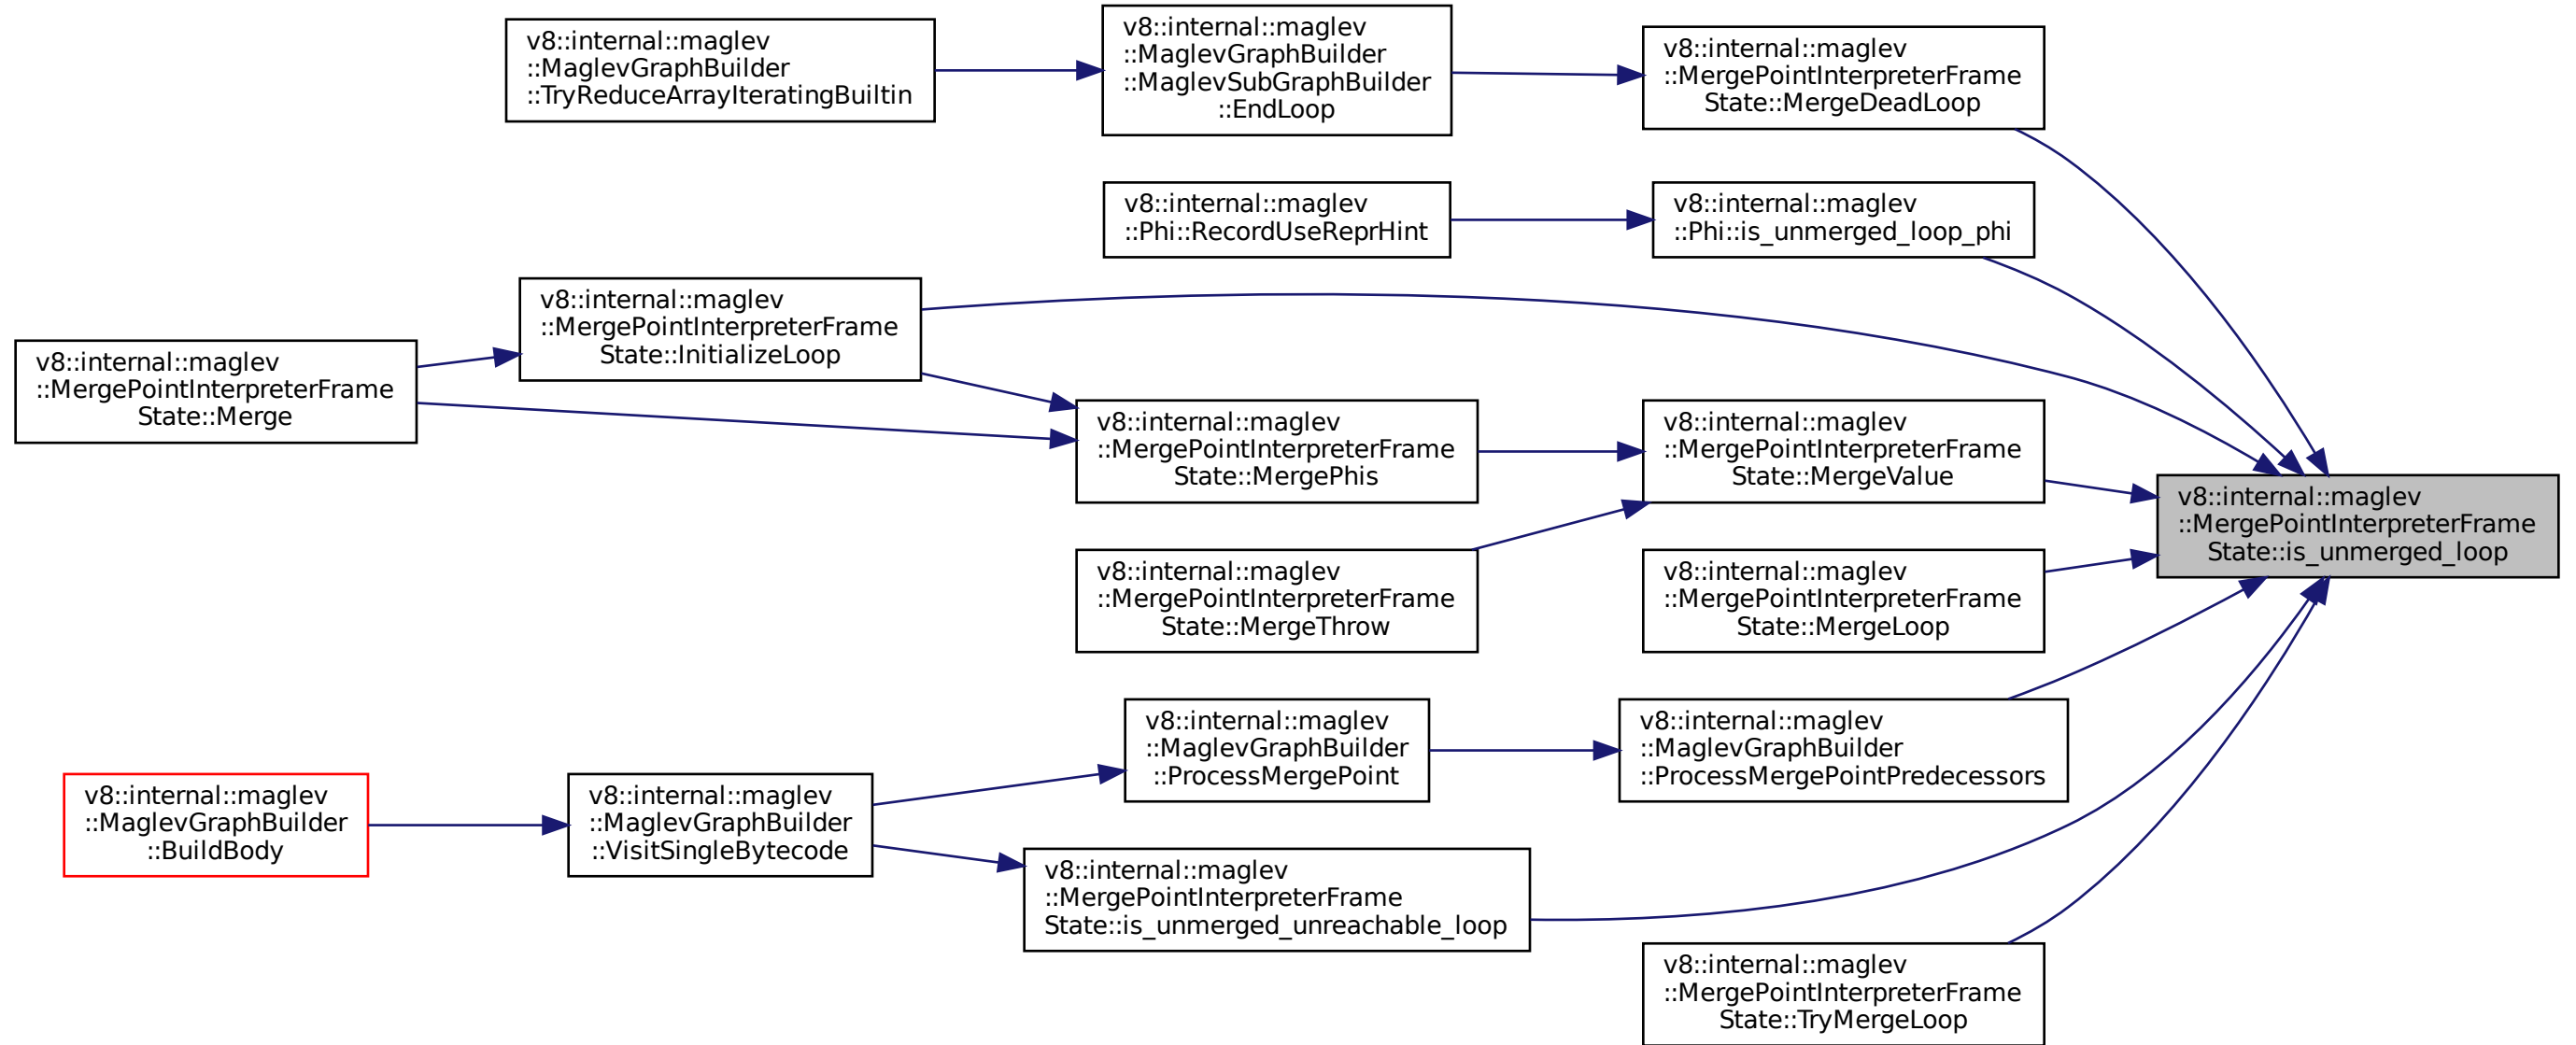 v8::internal::maglev
::MaglevGraphBuilder
::TryReduceArrayIteratingBuiltin
v8::internal::maglev
::MaglevGraphBuilder
::MaglevSubGraphBuilder
::EndLoop
v8::internal::maglev
::MergePointInterpreterFrame
State::MergeDeadLoop
v8::internal::maglev
::Phi::RecordUseReprHint
v8::internal::maglev
::Phi::is_unmerged_loop_phi
v8::internal::maglev
::MergePointInterpreterFrame
State::InitializeLoop
v8::internal::maglev
::MergePointInterpreterFrame
State::Merge
v8::internal::maglev
::MergePointInterpreterFrame
State::MergePhis
v8::internal::maglev
::MergePointInterpreterFrame
State::MergeValue
v8::internal::maglev
::MergePointInterpreterFrame
State::is_unmerged_loop
v8::internal::maglev
::MergePointInterpreterFrame
State::MergeThrow
v8::internal::maglev
::MergePointInterpreterFrame
State::MergeLoop
v8::internal::maglev
::MaglevGraphBuilder
::ProcessMergePoint
v8::internal::maglev
::MaglevGraphBuilder
::ProcessMergePointPredecessors
v8::internal::maglev
::MaglevGraphBuilder
::BuildBody
v8::internal::maglev
::MaglevGraphBuilder
::VisitSingleBytecode
v8::internal::maglev
::MergePointInterpreterFrame
State::is_unmerged_unreachable_loop
v8::internal::maglev
::MergePointInterpreterFrame
State::TryMergeLoop